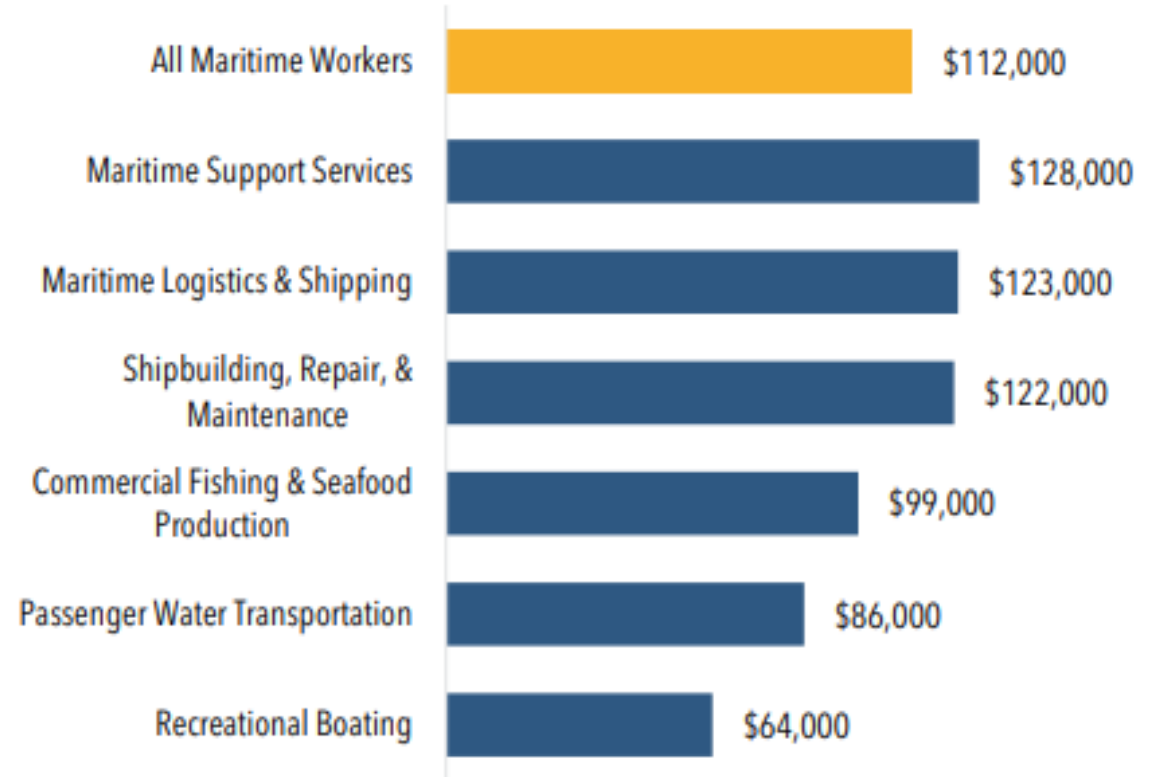 All Maritime Workers
$112,000
Maritime Support Services
$128,000
Maritime Logistics & Shipping
$123,000
Shipbuilding, Repair, &
Maintenance
$122,000
Commercial Fishing & Seafood
Production
$99,000
Passenger Water Transportation
$86,000
Recreational Boating
$64,000